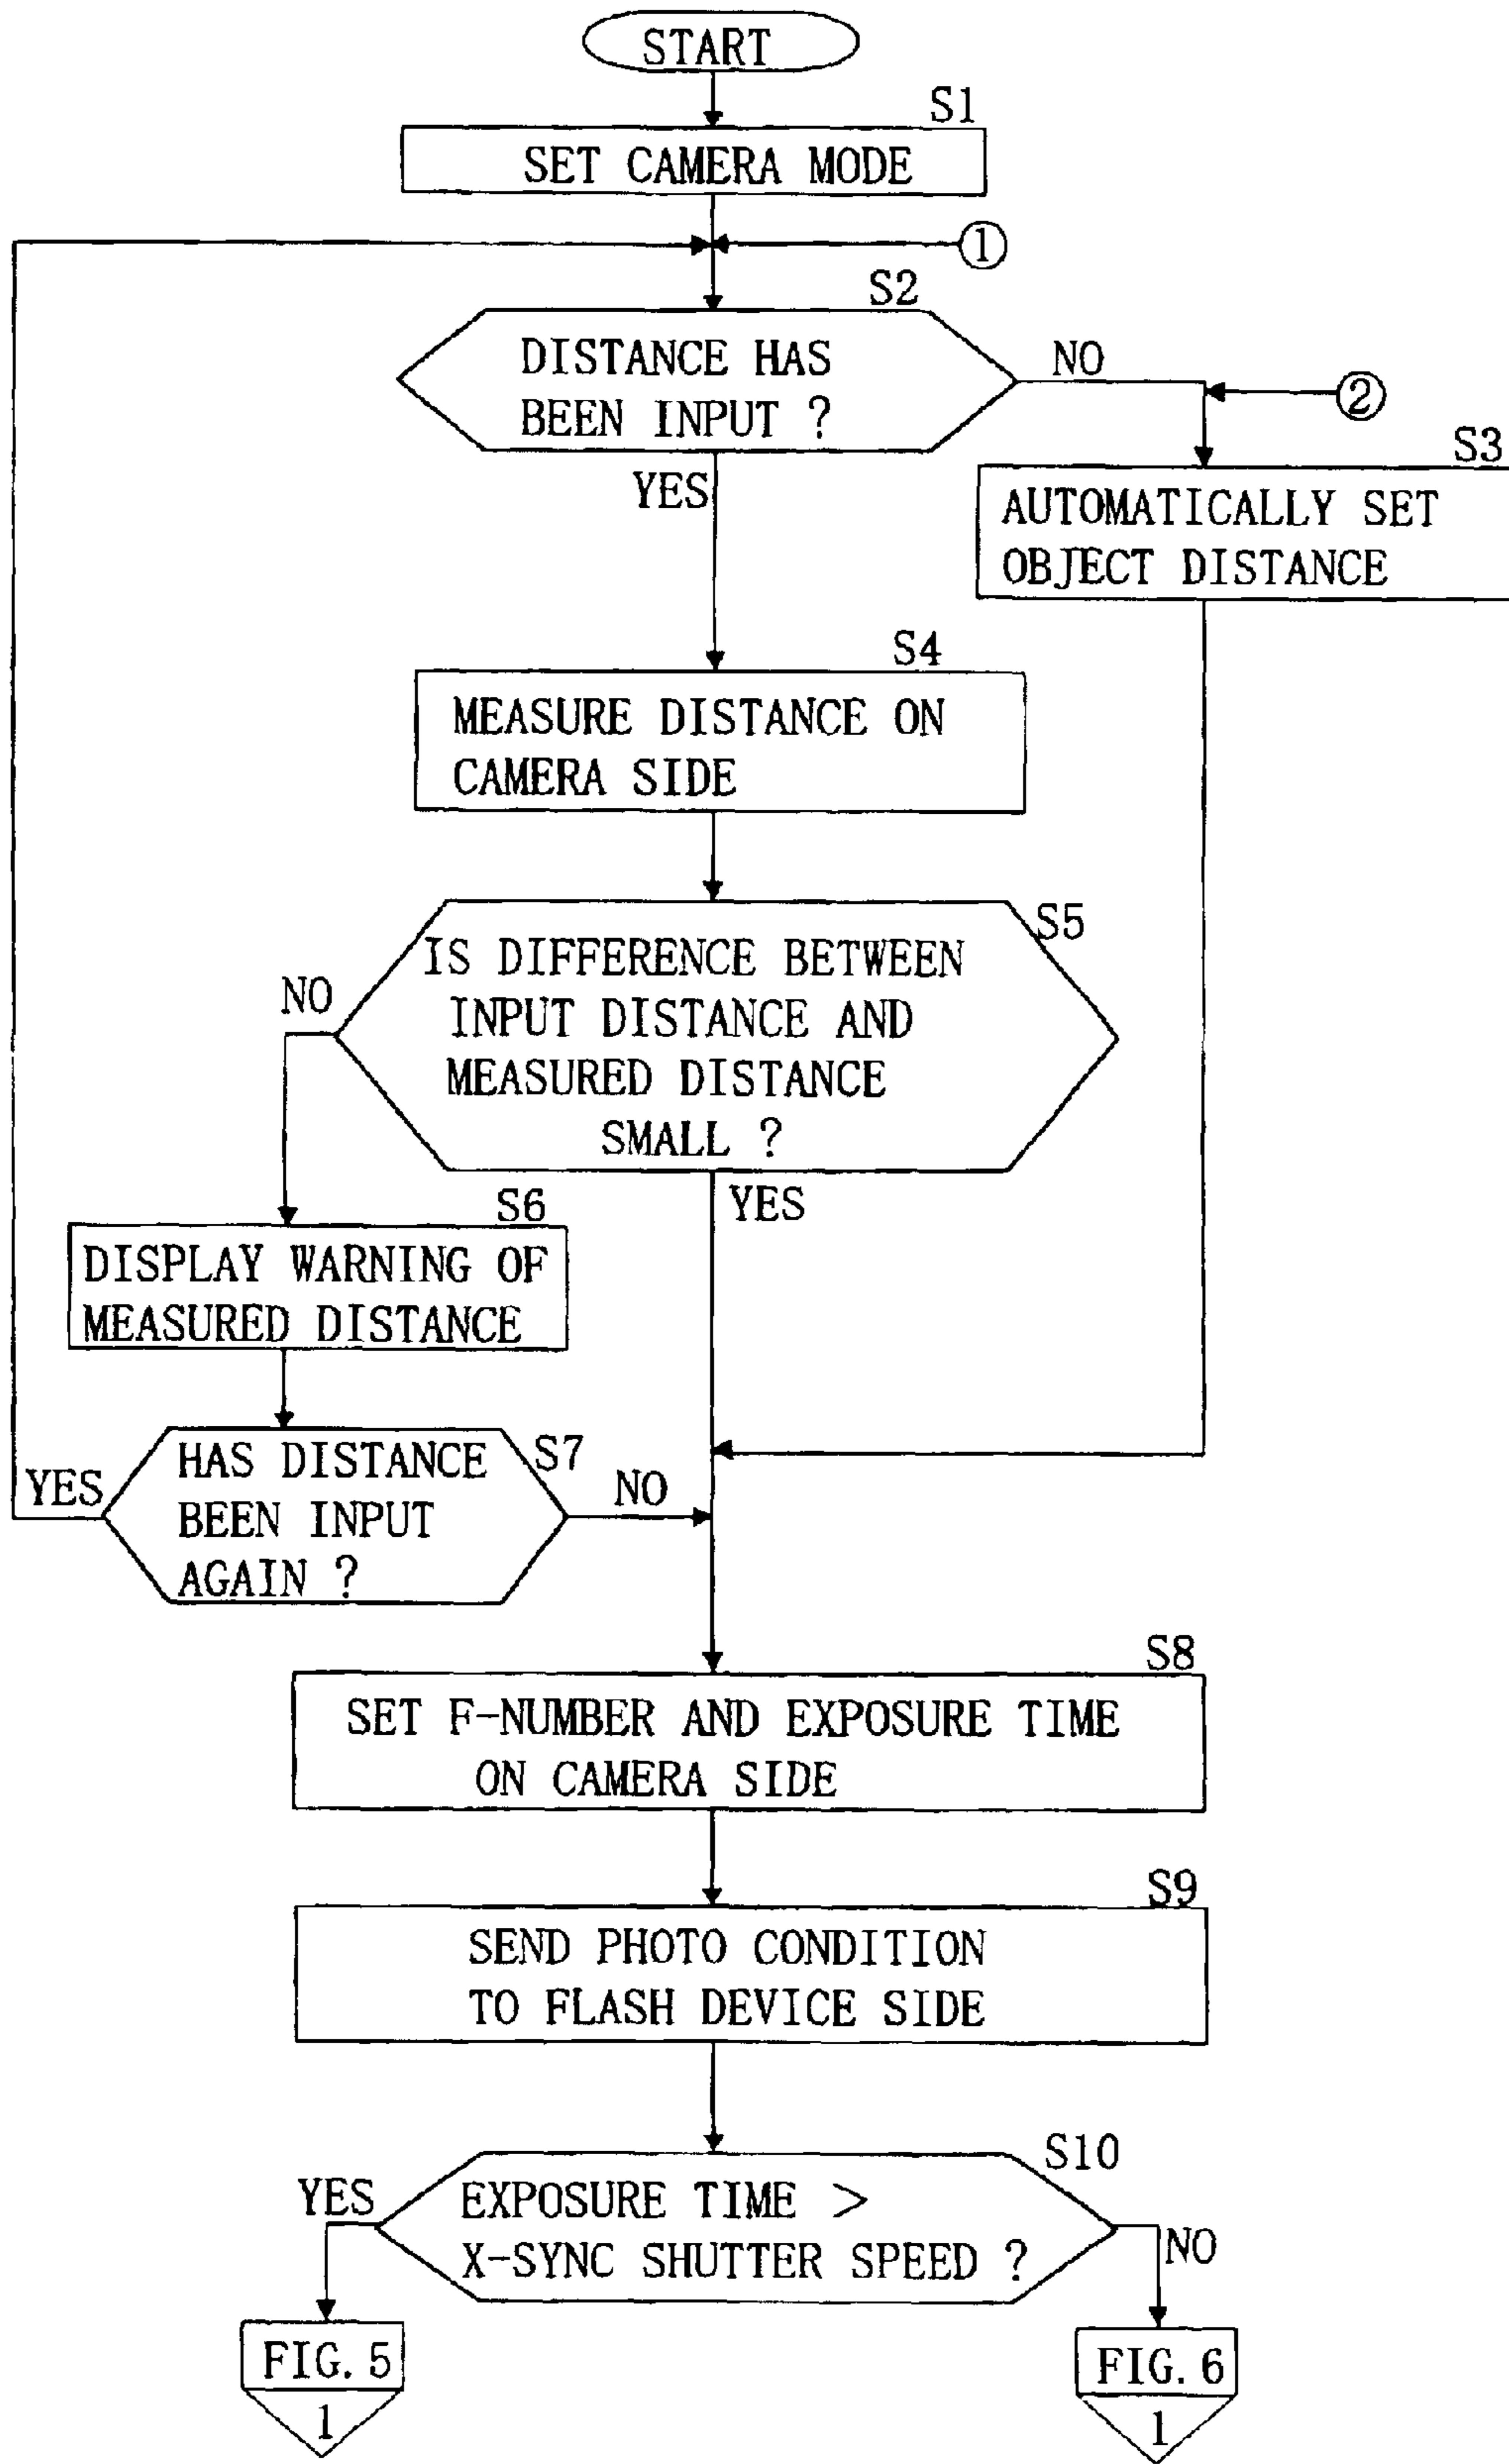 START
S1
SET CAMERA MODE
①
S2
DISTANCE HAS
BEEN INPUT ?
NO
②
YES
S3
AUTOMATICALLY SET
OBJECT DISTANCE
S4
MEASURE DISTANCE ON
CAMERA SIDE
S5
IS DIFFERENCE BETWEEN
INPUT DISTANCE AND
MEASURED DISTANCE
SMALL ?
NO
YES
S6
DISPLAY WARNING OF
MEASURED DISTANCE
S7
HAS DISTANCE
BEEN INPUT
AGAIN ?
YES
NO
S8
SET F-NUMBER AND EXPOSURE TIME
ON CAMERA SIDE
S9
SEND PHOTO CONDITION
TO FLASH DEVICE SIDE
S10
EXPOSURE TIME >
X-SYNC SHUTTER SPEED ?
YES
NO
FIG. 5
1
FIG. 6
1